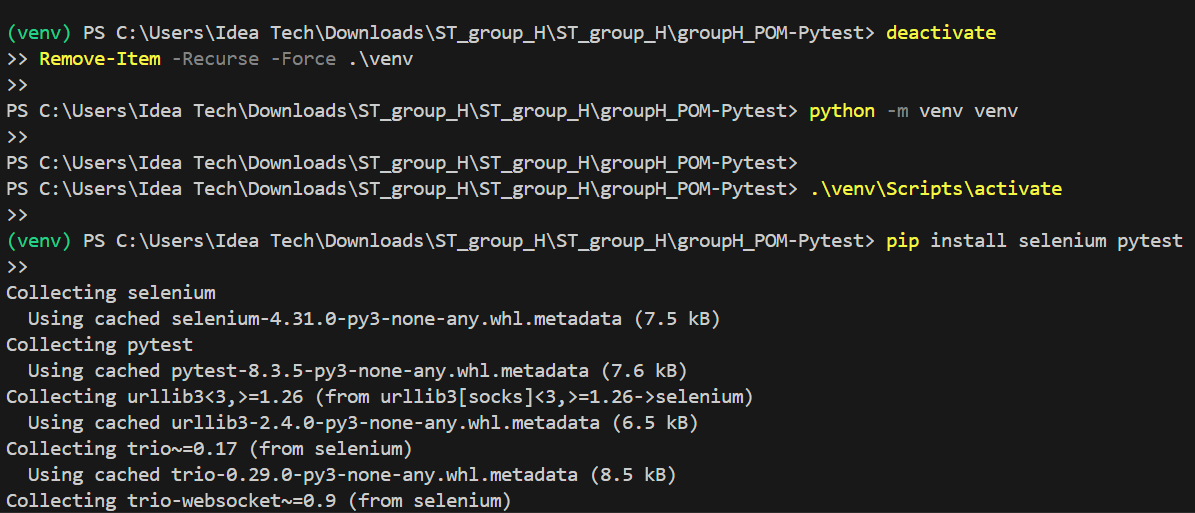 (venv) PS C:\Users\Idea Tech\Downloads\ST_group_H\ST_group_H\groupH_POM-Pytest> deactivate
>> Remove-Item -Recurse -Force .\venv
>>
PS C:\Users\Idea Tech\Downloads\ST_group_H\ST_group_H\groupH_POM-Pytest> python -m venv venv
>>
PS C:\Users\Idea Tech\Downloads\ST_group_H\ST_group_H\groupH_POM-Pytest>
PS C:\Users\Idea Tech\Downloads\ST_group_H\ST_group_H\groupH_POM-Pytest> .\venv\Scripts\activate
>>
(venv) PS C:\Users\Idea Tech\Downloads\ST_group_H\ST_group_H\groupH_POM-Pytest> pip install selenium pytest
>>
Collecting selenium
  Using cached selenium-4.31.0-py3-none-any.whl.metadata (7.5 kB)
Collecting pytest
  Using cached pytest-8.3.5-py3-none-any.whl.metadata (7.6 kB)
Collecting urllib3<3,>=1.26 (from urllib3[socks]<3,>=1.26->selenium)
  Using cached urllib3-2.4.0-py3-none-any.whl.metadata (6.5 kB)
Collecting trio~=0.17 (from selenium)
  Using cached trio-0.29.0-py3-none-any.whl.metadata (8.5 kB)
Collecting trio-websocket~=0.9 (from selenium)